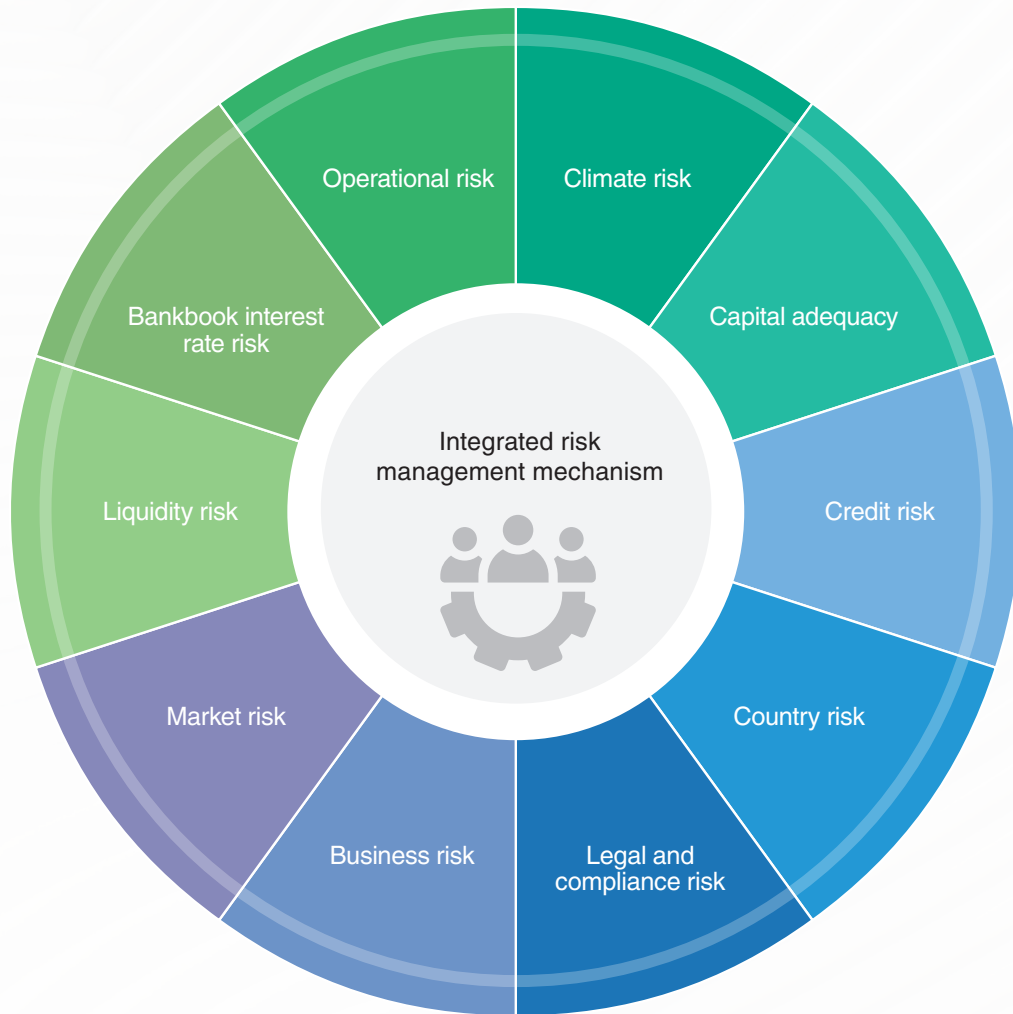 Operational risk
Climate risk
Bankbook interest
rate risk
Capital adequacy
Integrated risk
management mechanism
Liquidity risk
Credit risk
Market risk
Country risk
Business risk
Legal and
compliance risk